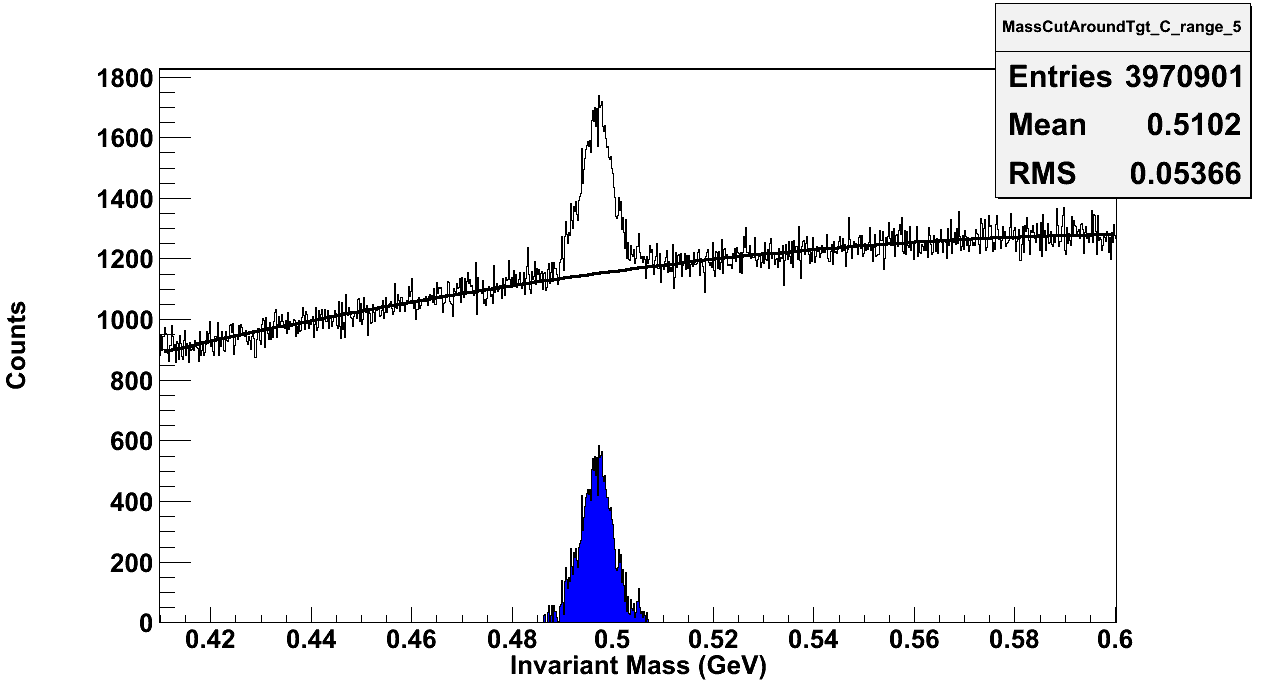 MassCutAroundTgt_C_range_5
Entries 3970901
Mean 0.5102
RMS 0.05366
1800
1600
1400
1200
1000
800
600
400
200
0
Counts
0.42 0.44 0.46 0.48 0.5 0.52 0.54 0.56 0.58 0.6
Invariant Mass (GeV)